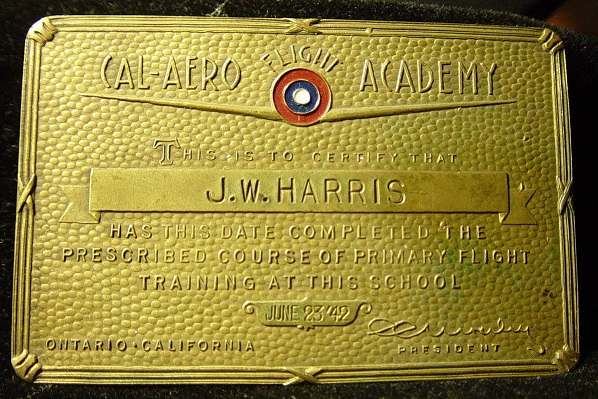 CAL-AERO FLIGHT ACADEMY
THIS IS TO CERTIFY THAT
J.W. HARRIS
HAS THIS DATE COMPLETED THE
PRESCRIBED COURSE OF PRIMARY FLIGHT
TRAINING AT THIS SCHOOL
JUNE 23 '42
ONTARIO · CALIFORNIA
PRESIDENT